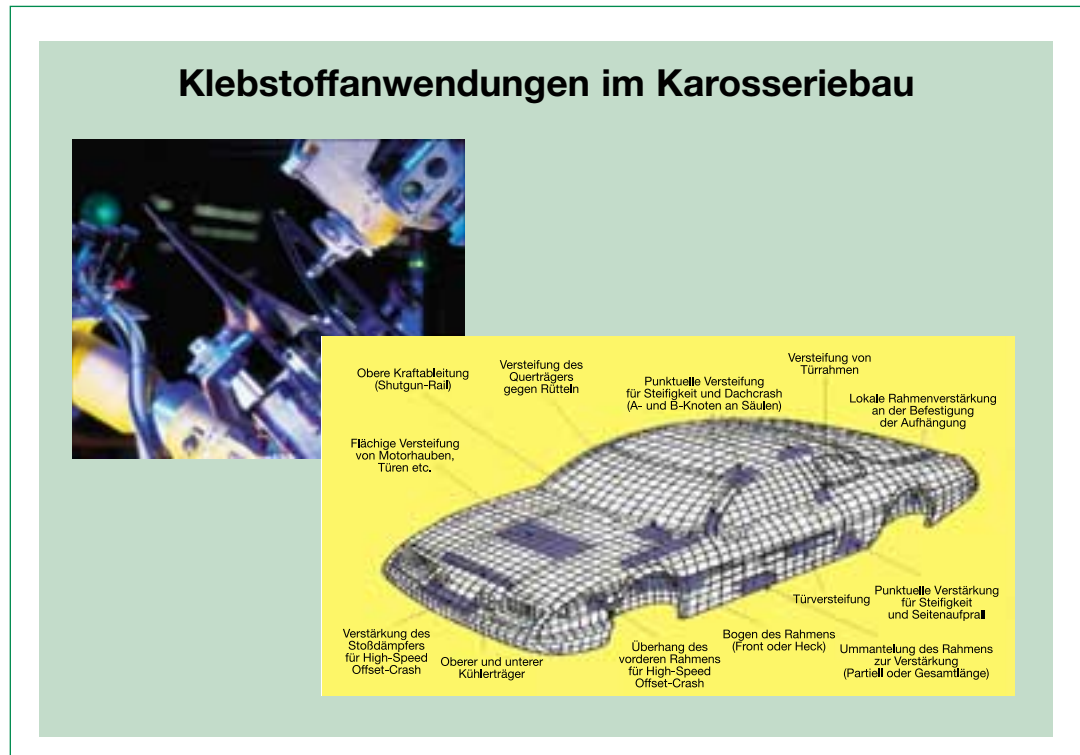 Klebstoffanwendungen im Karosseriebau
Obere Kraftableitung
(Shutgun-Rail)
Versteifung des
Querträgers
gegen Rütteln
Punktuelle Versteifung
für Steifigkeit und Dachcrash
(A- und B-Knoten an Säulen)
Versteifung von
Türrahmen
Lokale Rahmenverstärkung
an der Befestigung
der Aufhängung
Flächige Versteifung
von Motorhauben,
Türen etc.
Verstärkung des
Stoßdämpfers
für High-Speed
Offset-Crash
Oberer und unterer
Kühlerträger
Überhang des
vorderen Rahmens
für High-Speed
Offset-Crash
Bogen des Rahmens
(Front oder Heck)
Türversteifung
Punktuelle Verstärkung
für Steifigkeit
und Seitenaufprall
Ummantelung des Rahmens
zur Verstärkung
(Partiell oder Gesamtlänge)